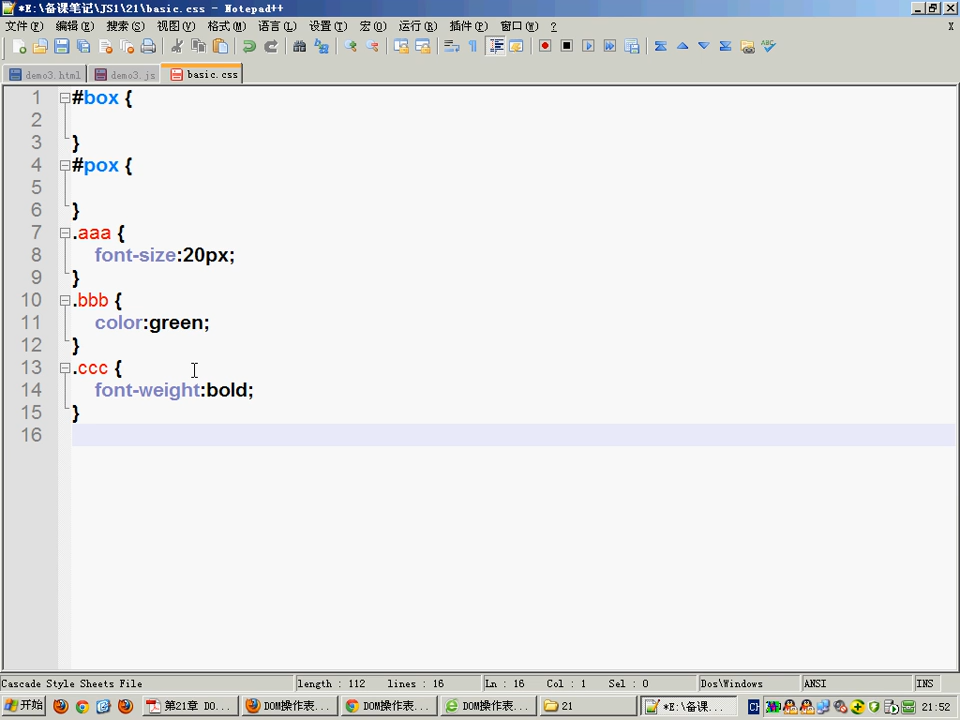 *E:\备课笔记\JS1\21\basic.css - Notepad++
文件(F) 编辑(E) 搜索(S) 视图(V) 格式(M) 语言(L) 设置(T) 宏(O) 运行(R) 插件(P) 窗口(W) ? X
demo3.html demo3.js basic.css
1 #box {
2
3 }
4 #pox {
5
6 }
7 .aaa {
8 font-size:20px;
9 }
10 .bbb {
11 color:green;
12 }
13 .ccc {
14 font-weight:bold;
15 }
16
Cascade Style Sheets File length : 112 lines : 16 Ln : 16 Col : 1 Sel : 0 Dos\Windows ANSI INS
开始 第21章 DO... DOM操作表... DOM操作表... DOM操作表... 21 *E:\备课笔... CH 21:52